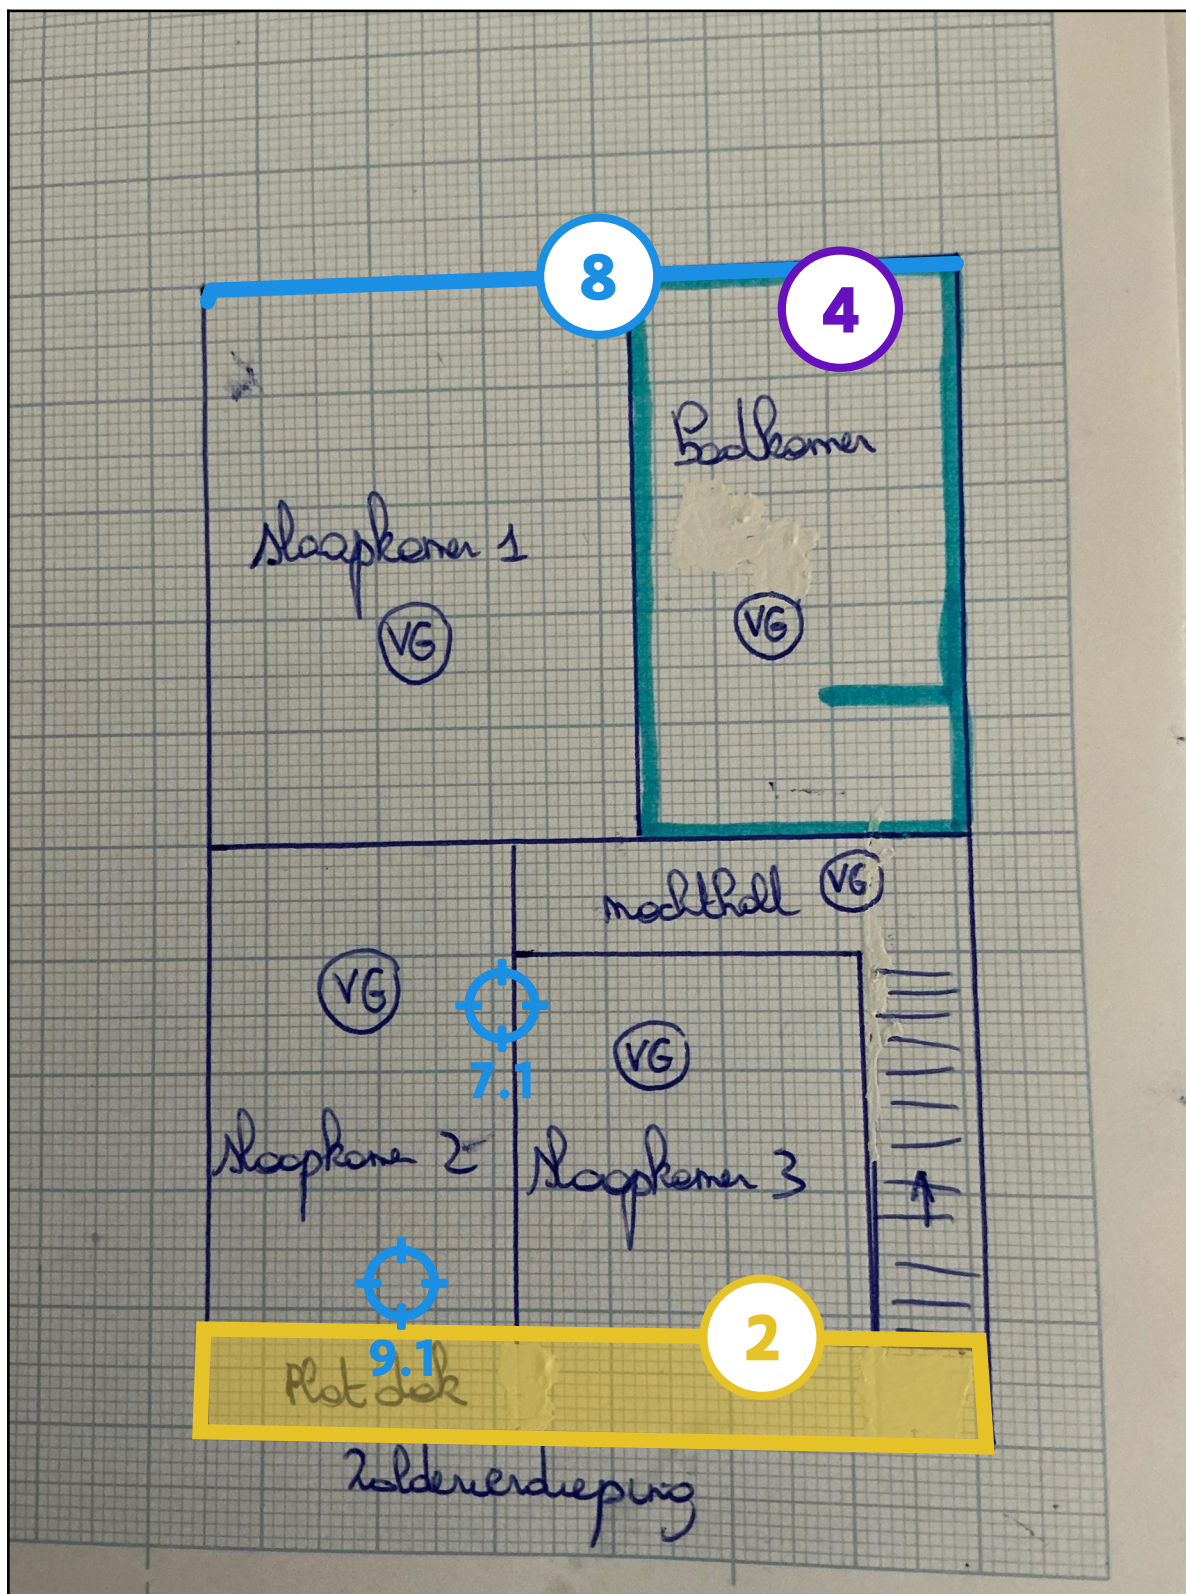 8
4
Badkamer
slaapkamer 1
VG
VG
nachthall
VG
VG
VG
7.1
slaapkamer 2
slaapkamer 3
9.1
2
Plat dak
Zolderverdieping